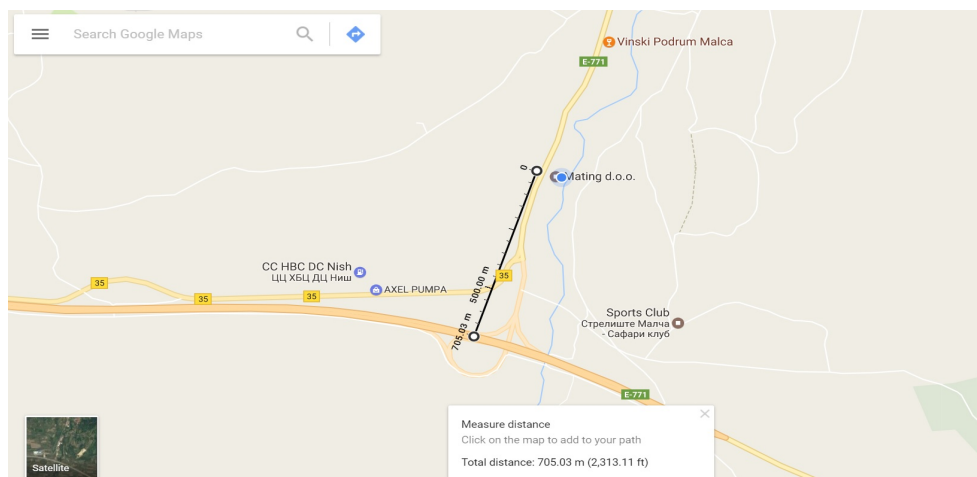 Search Google Maps
Vinski Podrum Malca
E-771
0
Mating d.o.o.
CC HBC DC Nish
ЦЦ ХБЦ ДЦ Ниш
35
500.00 m
35
AXEL PUMPA
35
35
705.03 m
Sports Club
Стрелиште Малча
- Сафари клуб
E-771
Measure distance
Click on the map to add to your path
Total distance: 705.03 m (2,313.11 ft)
Satellite